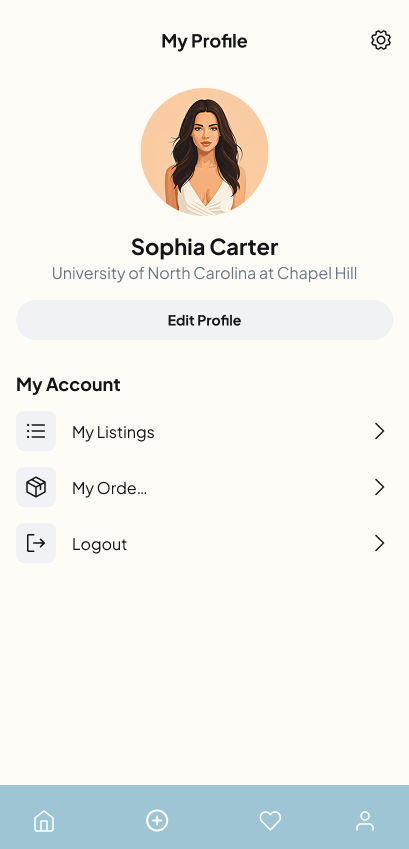 My Profile
Sophia Carter
University of North Carolina at Chapel Hill
Edit Profile
My Account
My Listings
My Orde...
Logout